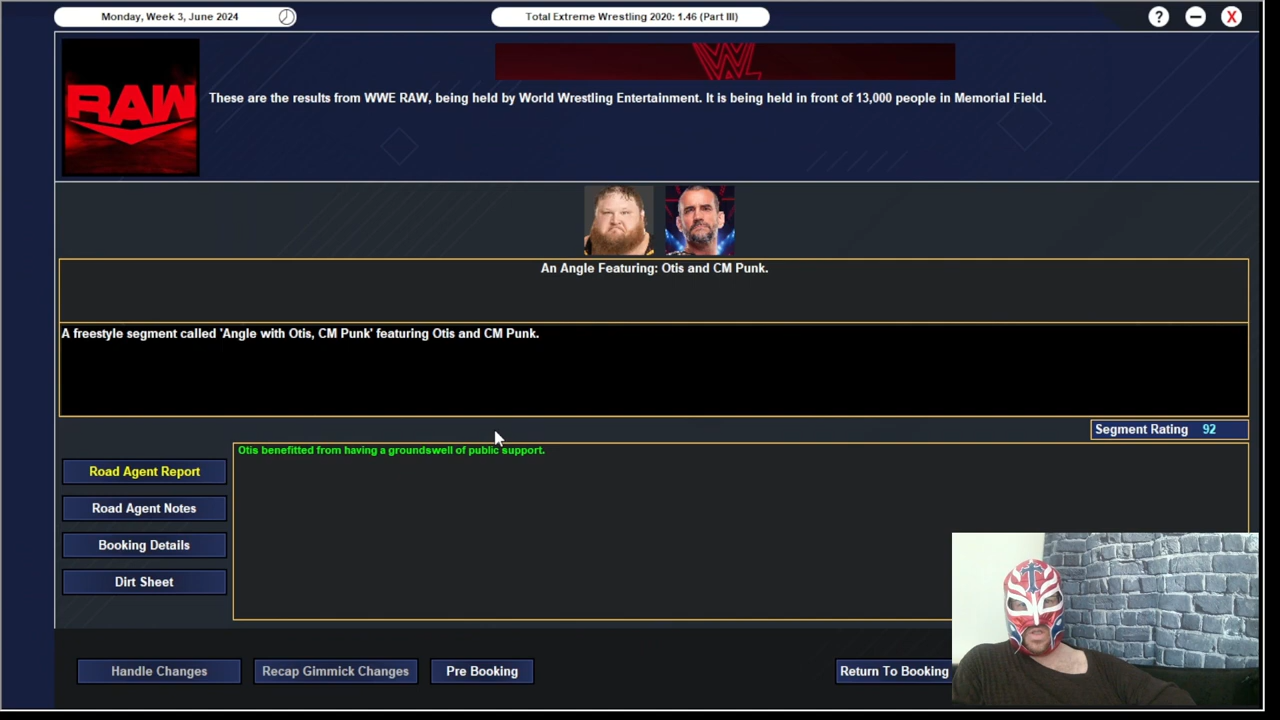 Monday, Week 3, June 2024
Total Extreme Wrestling 2020: 1.46 (Part III)
?
X
RAW
W
These are the results from WWE RAW, being held by World Wrestling Entertainment. It is being held in front of 13,000 people in Memorial Field.
An Angle Featuring: Otis and CM Punk.
A freestyle segment called 'Angle with Otis, CM Punk' featuring Otis and CM Punk.
Segment Rating 92
Otis benefitted from having a groundswell of public support.
Road Agent Report
Road Agent Notes
Booking Details
Dirt Sheet
Handle Changes
Recap Gimmick Changes
Pre Booking
Return To Booking